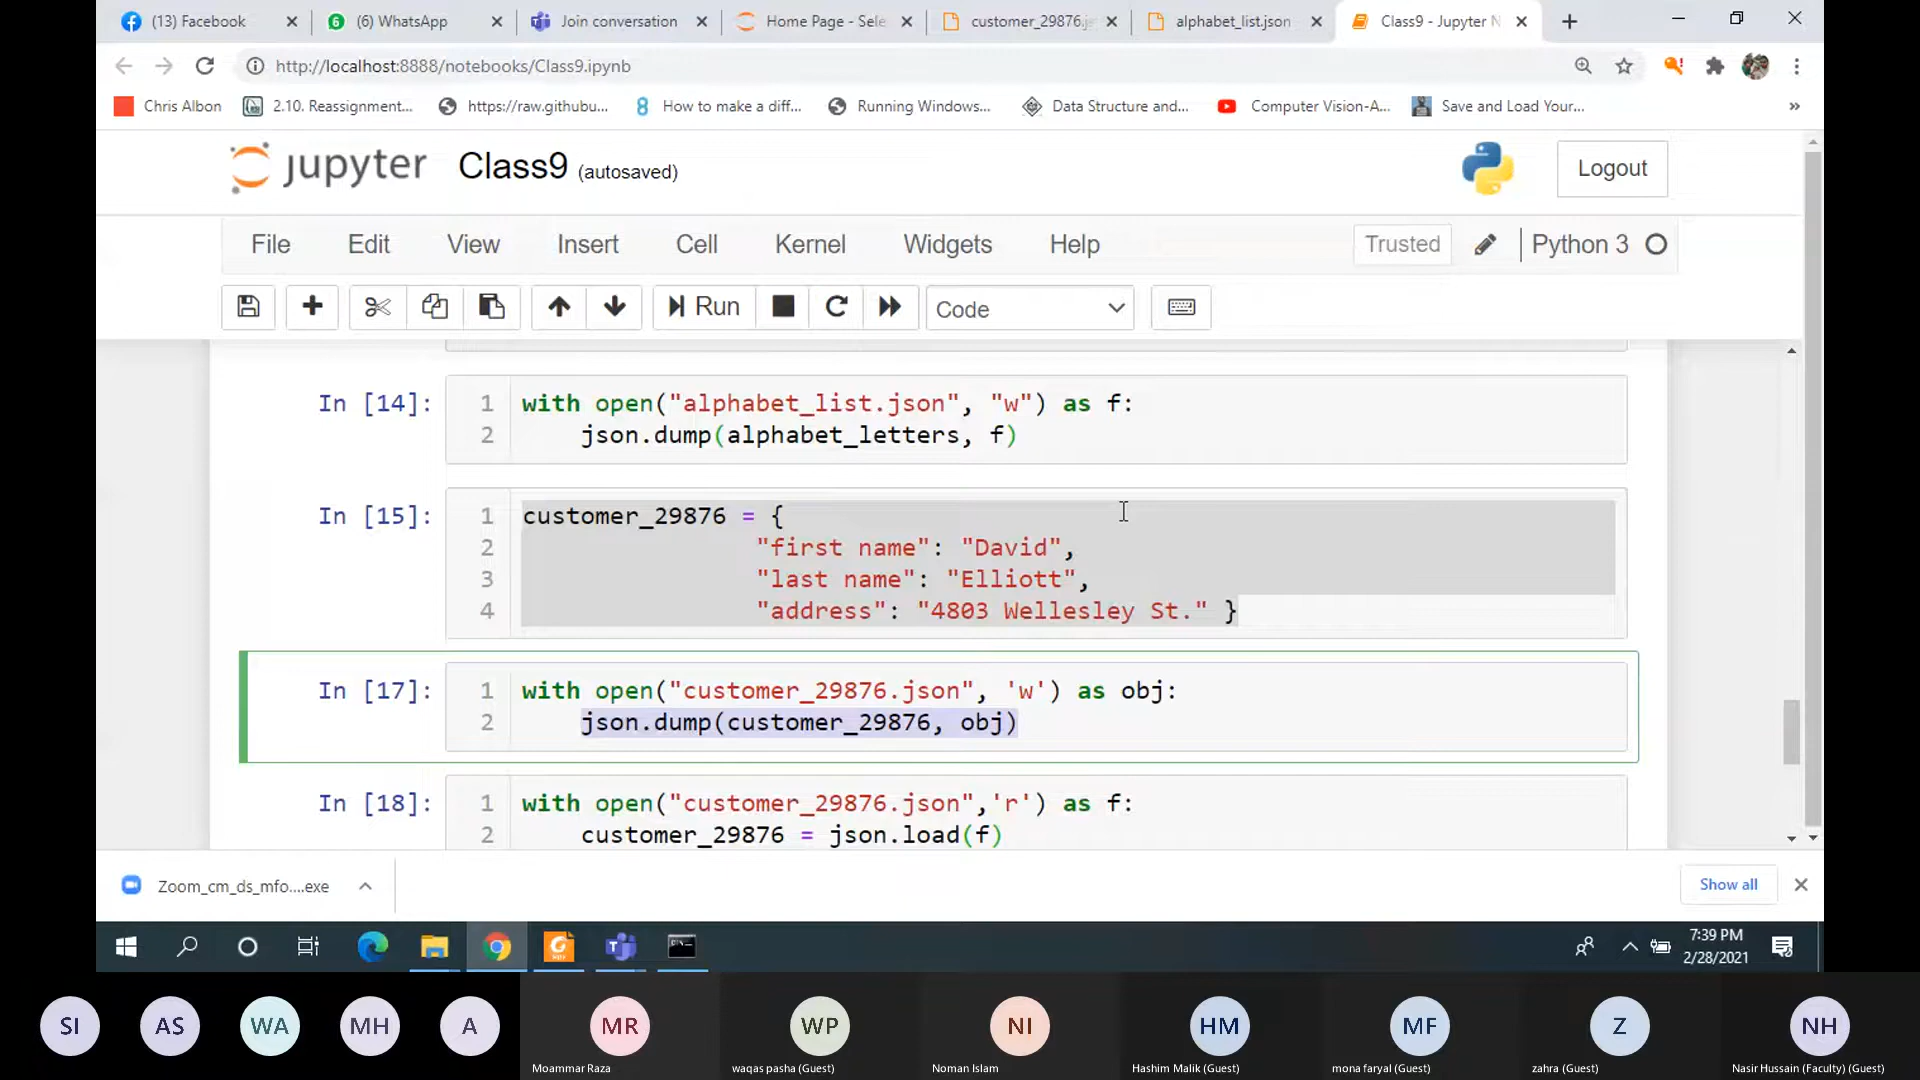 (13) Facebook
(6) WhatsApp
Join conversation
Home Page - Sele
customer_29876.js
alphabet_list.json
Class9 - Jupyter N
http://localhost:8888/notebooks/Class9.ipynb
Chris Albon
2.10. Reassignment...
https://raw.githubu...
How to make a diff...
Running Windows...
Data Structure and...
Computer Vision-A...
Save and Load Your...
»
jupyter Class9 (autosaved)
Logout
File Edit View Insert Cell Kernel Widgets Help
Trusted
Python 3
Run
Code
In [14]:
1 with open("alphabet_list.json", "w") as f:
2     json.dump(alphabet_letters, f)
In [15]:
1 customer_29876 = {
2                 "first name": "David",
3                 "last name": "Elliott",
4                 "address": "4803 Wellesley St." }
In [17]:
1 with open("customer_29876.json", 'w') as obj:
2     json.dump(customer_29876, obj)
In [18]:
1 with open("customer_29876.json",'r') as f:
2     customer_29876 = json.load(f)
Zoom_cm_ds_mfo....exe
Show all
7:39 PM
2/28/2021
SI
AS
WA
MH
A
MR
WP
NI
HM
MF
Z
NH
Moammar Raza
waqas pasha (Guest)
Noman Islam
Hashim Malik (Guest)
mona faryal (Guest)
zahra (Guest)
Nasir Hussain (Faculty) (Guest)